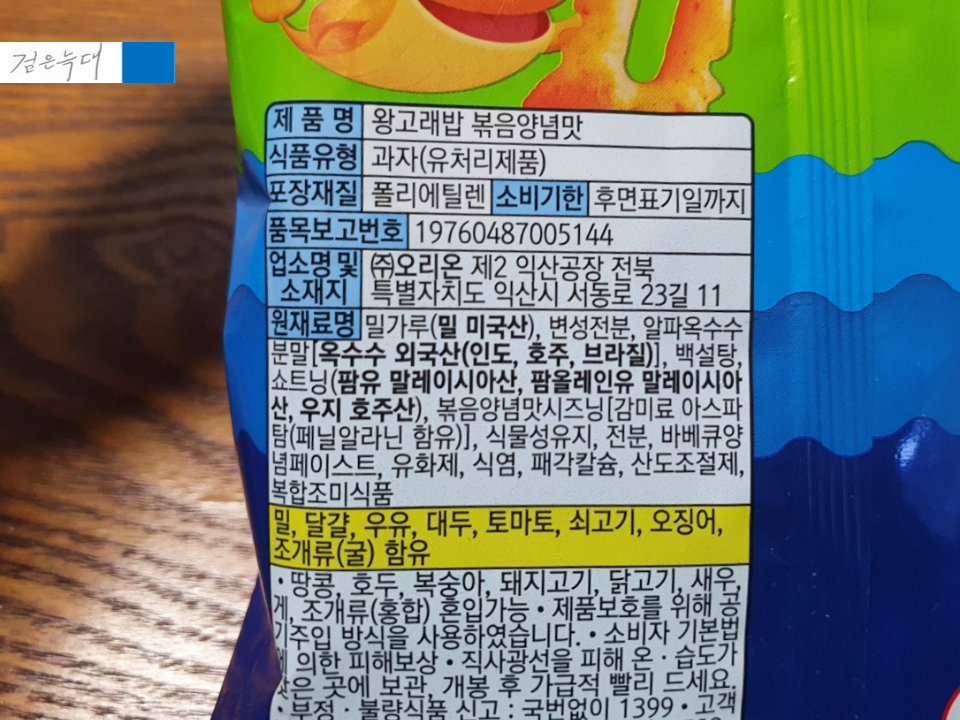 검은늑대
제 품 명 왕고래밥 볶음양념맛
식품유형 과자(유처리제품)
포장재질 폴리에틸렌 소비기한 후면표기일까지
품목보고번호 19760487005144
업소명 및 ㈜오리온 제2 익산공장 전북
소재지 특별자치도 익산시 서동로 23길 11
원재료명 밀가루(밀 미국산), 변성전분, 알파옥수수
분말[옥수수 외국산(인도, 호주, 브라질)], 백설탕,
쇼트닝(팜유 말레이시아산, 팜올레인유 말레이시아
산, 우지 호주산), 볶음양념맛시즈닝[감미료 아스파
탐(페닐알라닌 함유)], 식물성유지, 전분, 바베큐양
념페이스트, 유화제, 식염, 패각칼슘, 산도조절제,
복합조미식품
밀, 달걀, 우유, 대두, 토마토, 쇠고기, 오징어,
조개류(굴) 함유
• 땅콩, 호두, 복숭아, 돼지고기, 닭고기, 새우,
게, 조개류(홍합) 혼입가능 • 제품보호를 위해 공
기주입 방식을 사용하였습니다. • 소비자 기본법
에 의한 피해보상 • 직사광선을 피해 온 · 습도가
낮은 곳에 보관, 개봉 후 가급적 빨리 드세요.
• 부정 · 불량식품 신고 : 국번없이 1399 • 고객